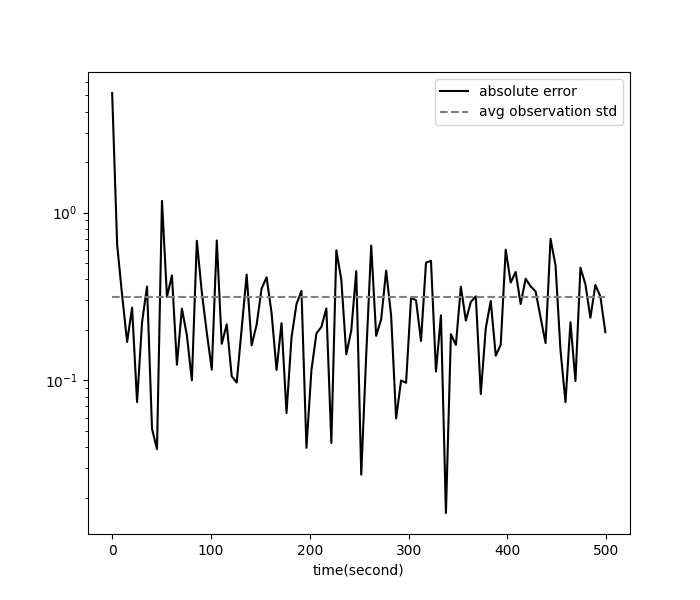 absolute error
avg observation std
10⁰
10⁻¹
0 100 200 300 400 500
time(second)